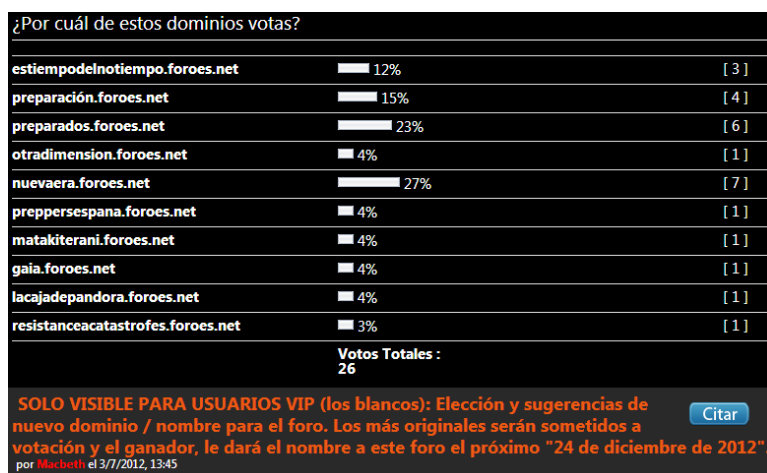 ¿Por cuál de estos dominios votas?
estiempodelnotiempo.foroes.net 12% [ 3 ]
preparación.foroes.net 15% [ 4 ]
preparados.foroes.net 23% [ 6 ]
otradimension.foroes.net 4% [ 1 ]
nuevaera.foroes.net 27% [ 7 ]
preppersespana.foroes.net 4% [ 1 ]
matakiterani.foroes.net 4% [ 1 ]
gaia.foroes.net 4% [ 1 ]
lacajadepandora.foroes.net 4% [ 1 ]
resistanceacatastrofes.foroes.net 3% [ 1 ]
Votos Totales :
26
SOLO VISIBLE PARA USUARIOS VIP (los blancos): Elección y sugerencias de
nuevo dominio / nombre para el foro. Los más originales serán sometidos a
votación y el ganador, le dará el nombre a este foro el próximo "24 de diciembre de 2012".
Citar
por Macbeth el 3/7/2012, 13:45